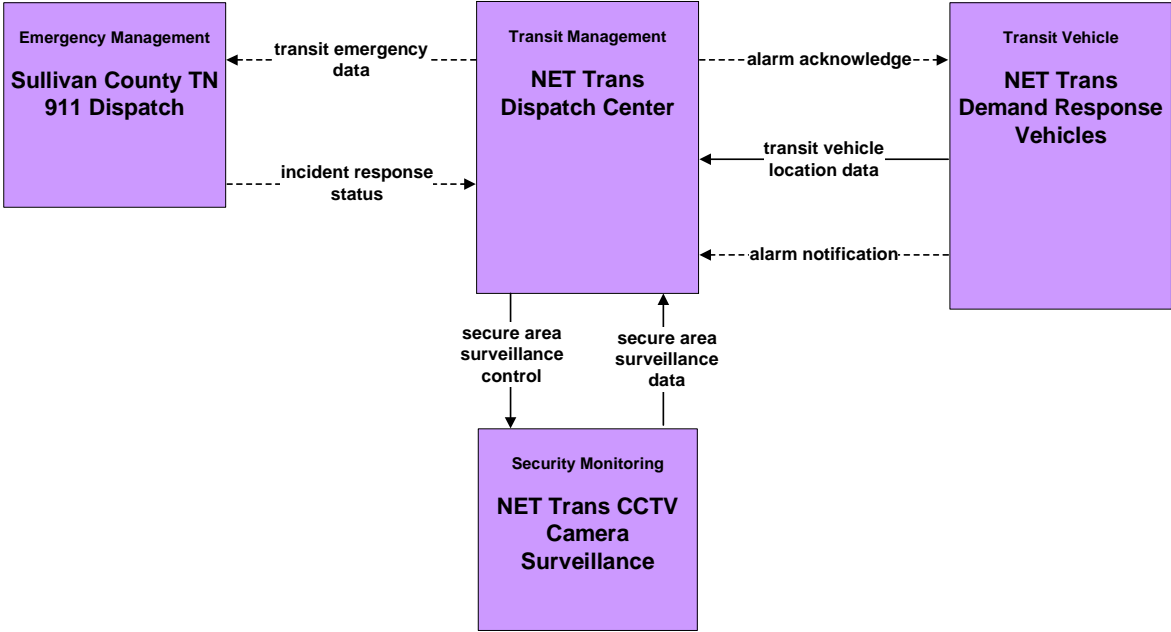 Emergency Management
Sullivan County TN
911 Dispatch
transit emergency
data
incident response
status
Transit Management
NET Trans
Dispatch Center
alarm acknowledge
transit vehicle
location data
alarm notification
Transit Vehicle
NET Trans
Demand Response
Vehicles
secure area
surveillance
control
secure area
surveillance
data
Security Monitoring
NET Trans CCTV
Camera
Surveillance